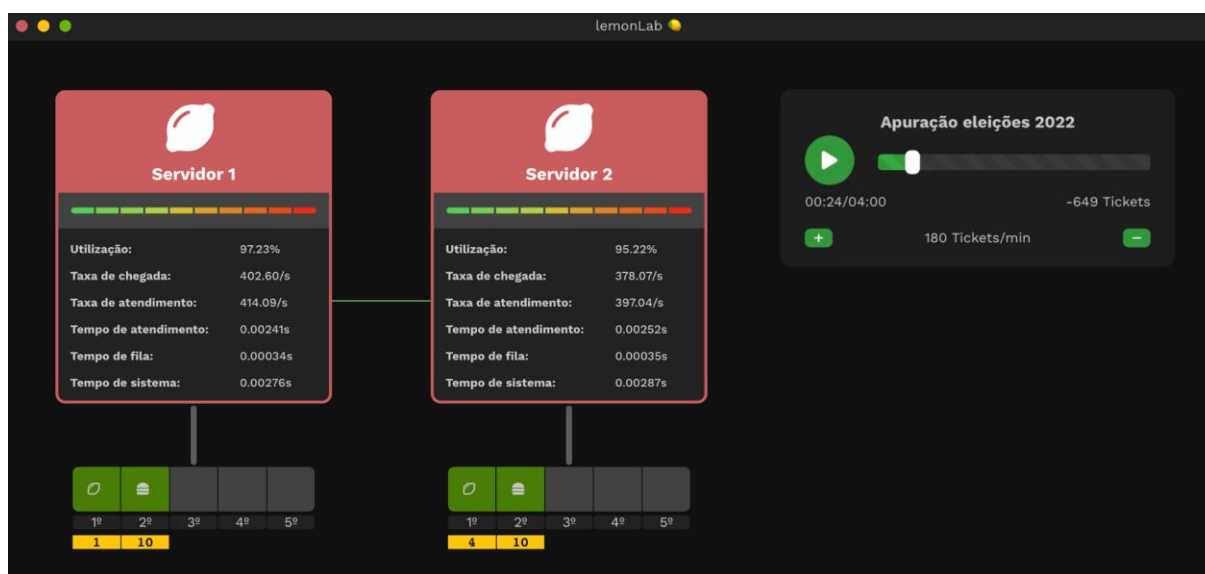 lemonLab 🍋
Servidor 1
Utilização: 97.23%
Taxa de chegada: 402.60/s
Taxa de atendimento: 414.09/s
Tempo de atendimento: 0.00241s
Tempo de fila: 0.00034s
Tempo de sistema: 0.00276s
1º 2º 3º 4º 5º
1 10
Servidor 2
Utilização: 95.22%
Taxa de chegada: 378.07/s
Taxa de atendimento: 397.04/s
Tempo de atendimento: 0.00252s
Tempo de fila: 0.00035s
Tempo de sistema: 0.00287s
1º 2º 3º 4º 5º
4 10
Apuração eleições 2022
00:24/04:00 -649 Tickets
+ 180 Tickets/min −